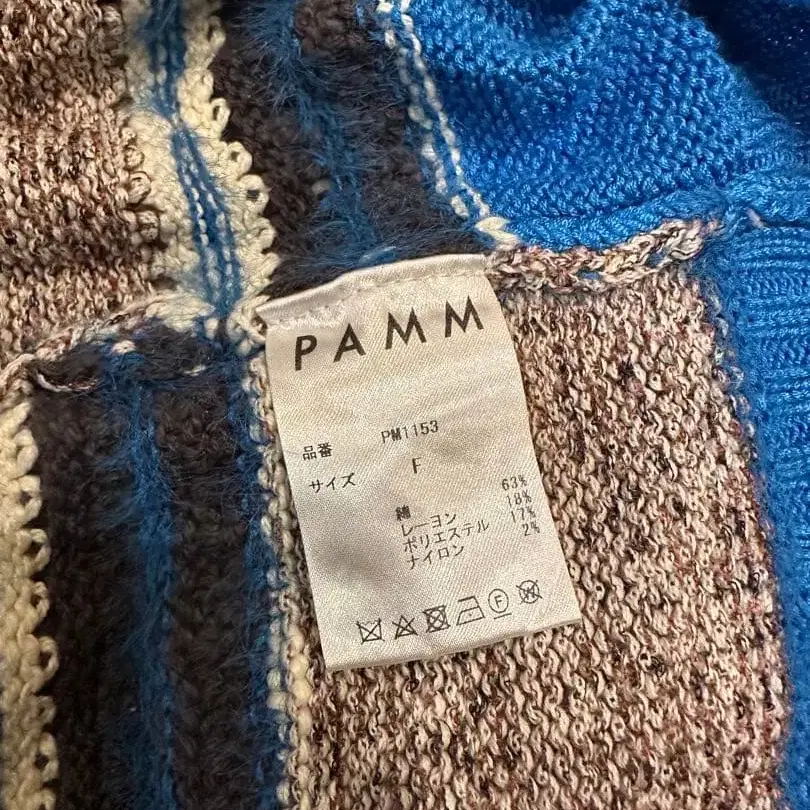 PAMM
品番 PM1153
サイズ F
綿 63%
レーヨン 18%
ポリエステル 17%
ナイロン 2%
F W